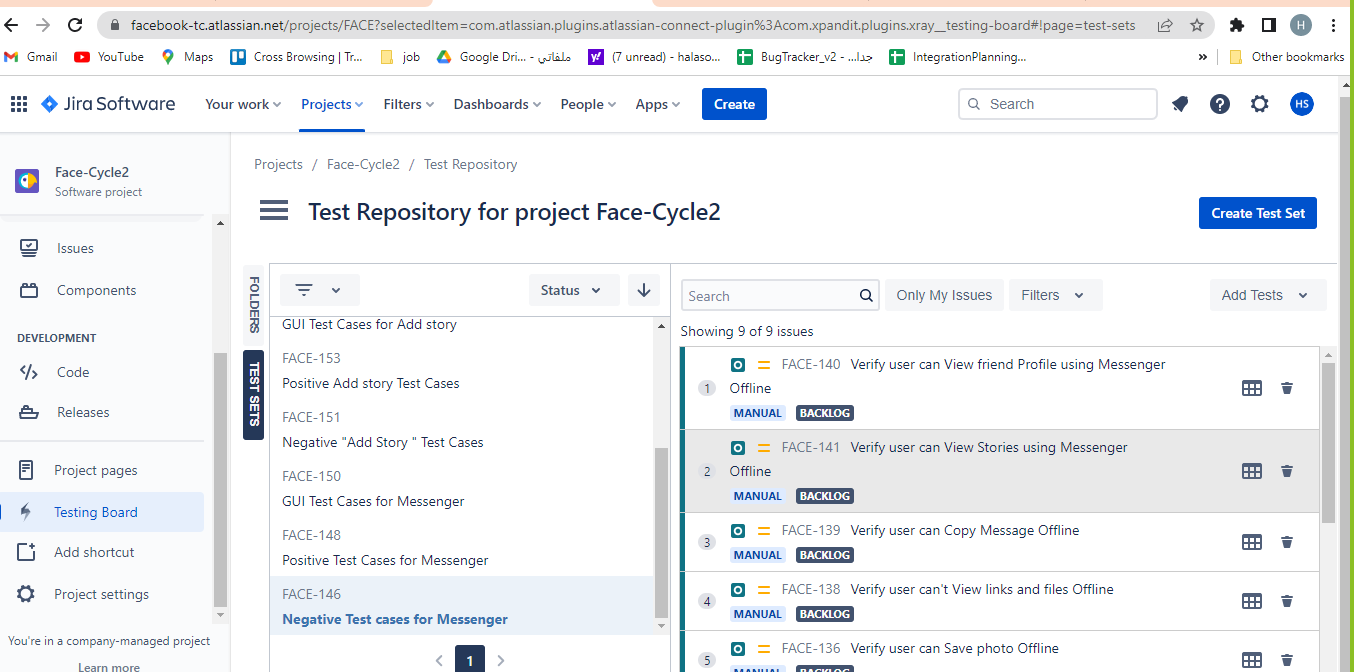 facebook-tc.atlassian.net/projects/FACE?selectedItem=com.atlassian.plugins.atlassian-connect-plugin%3Acom.xpandit.plugins.xray__testing-board#!page=test-sets
H
Gmail YouTube Maps Cross Browsing | Tr... job Google Dri... - ملفاتي (7 unread) - halaso... BugTracker_v2 - ...جدا IntegrationPlanning... » Other bookmarks
Jira Software Your work Projects Filters Dashboards People Apps Create Search HS
Face-Cycle2
Software project
Issues
Components
DEVELOPMENT
Code
Releases
Project pages
Testing Board
Add shortcut
Project settings
You're in a company-managed project
Learn more
Projects / Face-Cycle2 / Test Repository
Test Repository for project Face-Cycle2
Create Test Set
FOLDERS
TEST SETS
Status
GUI Test Cases for Add story
FACE-153
Positive Add story Test Cases
FACE-151
Negative "Add Story " Test Cases
FACE-150
GUI Test Cases for Messenger
FACE-148
Positive Test Cases for Messenger
FACE-146
Negative Test cases for Messenger
1
Search Only My Issues Filters Add Tests
Showing 9 of 9 issues
FACE-140 Verify user can View friend Profile using Messenger
1 Offline
MANUAL BACKLOG
FACE-141 Verify user can View Stories using Messenger
2 Offline
MANUAL BACKLOG
FACE-139 Verify user can Copy Message Offline
3
MANUAL BACKLOG
FACE-138 Verify user can't View links and files Offline
4
MANUAL BACKLOG
FACE-136 Verify user can Save photo Offline
5
MANUAL BACKLOG